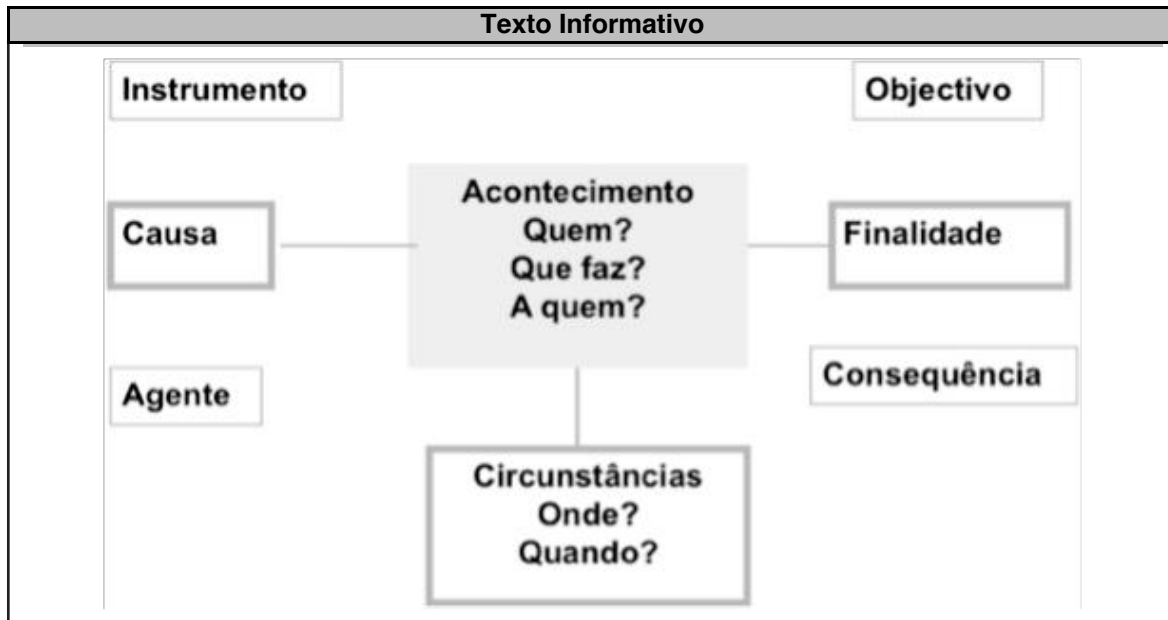 Texto Informativo
Instrumento
Objectivo
Acontecimento
Quem?
Que faz?
A quem?
Causa
Finalidade
Agente
Consequência
Circunstâncias
Onde?
Quando?